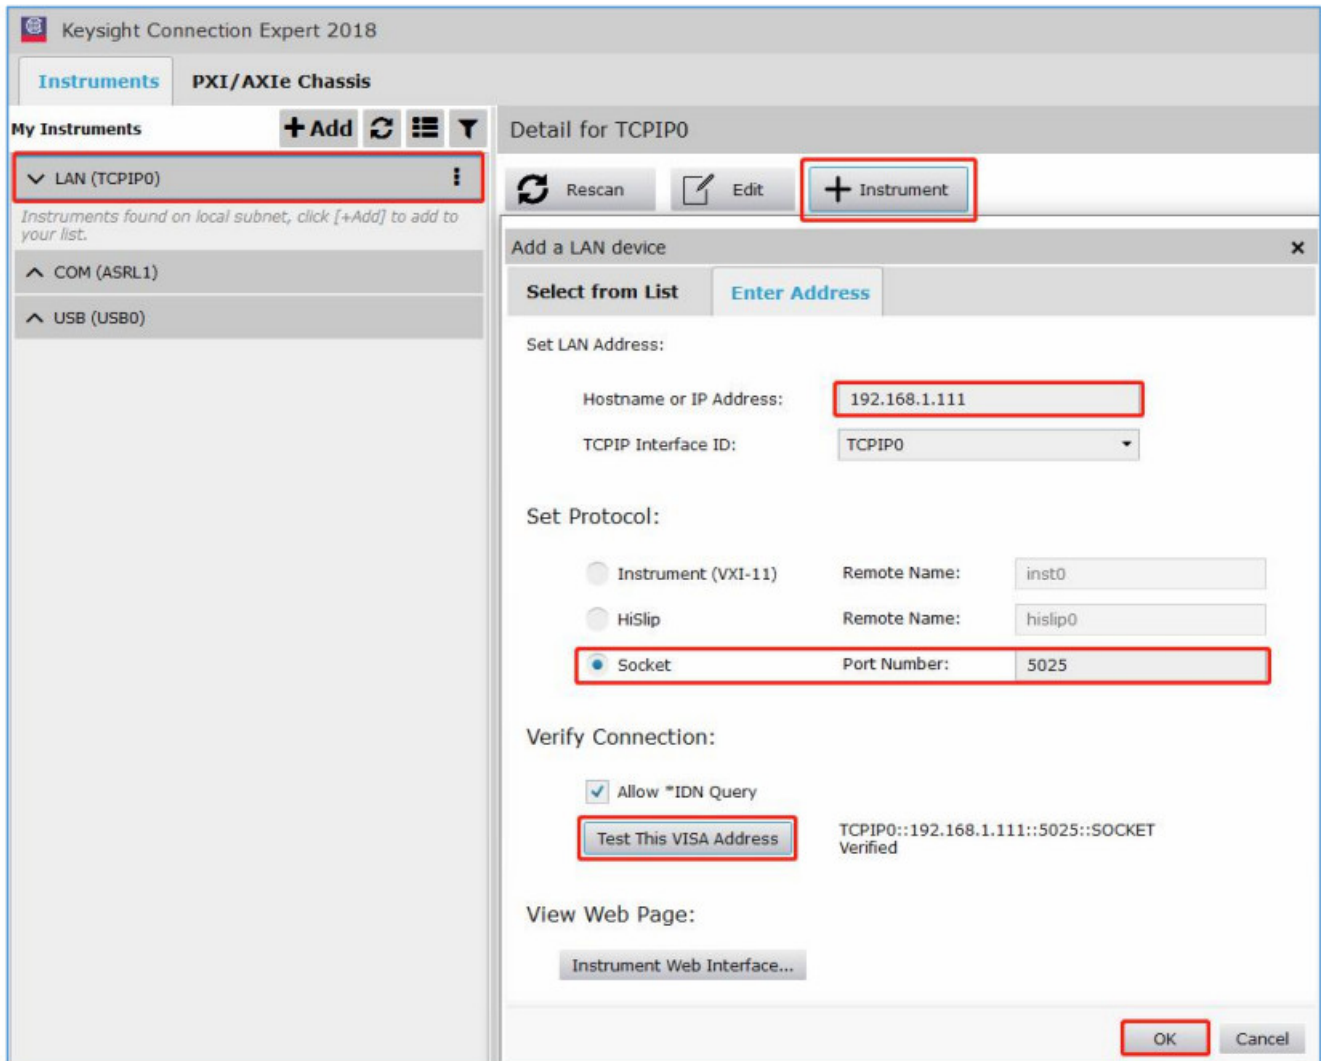 Keysight Connection Expert 2018
Instruments PXI/AXIe Chassis
My Instruments
+Add
LAN (TCPIP0)
Instruments found on local subnet, click [+Add] to add to
your list.
COM (ASRL1)
USB (USB0)
Detail for TCPIP0
Rescan Edit + Instrument
Add a LAN device
Select from List Enter Address
Set LAN Address:
Hostname or IP Address: 192.168.1.111
TCPIP Interface ID: TCPIP0
Set Protocol:
Instrument (VXI-11) Remote Name: inst0
HiSlip Remote Name: hislip0
Socket Port Number: 5025
Verify Connection:
Allow *IDN Query
Test This VISA Address
TCPIP0::192.168.1.111::5025::SOCKET
Verified
View Web Page:
Instrument Web Interface...
OK Cancel